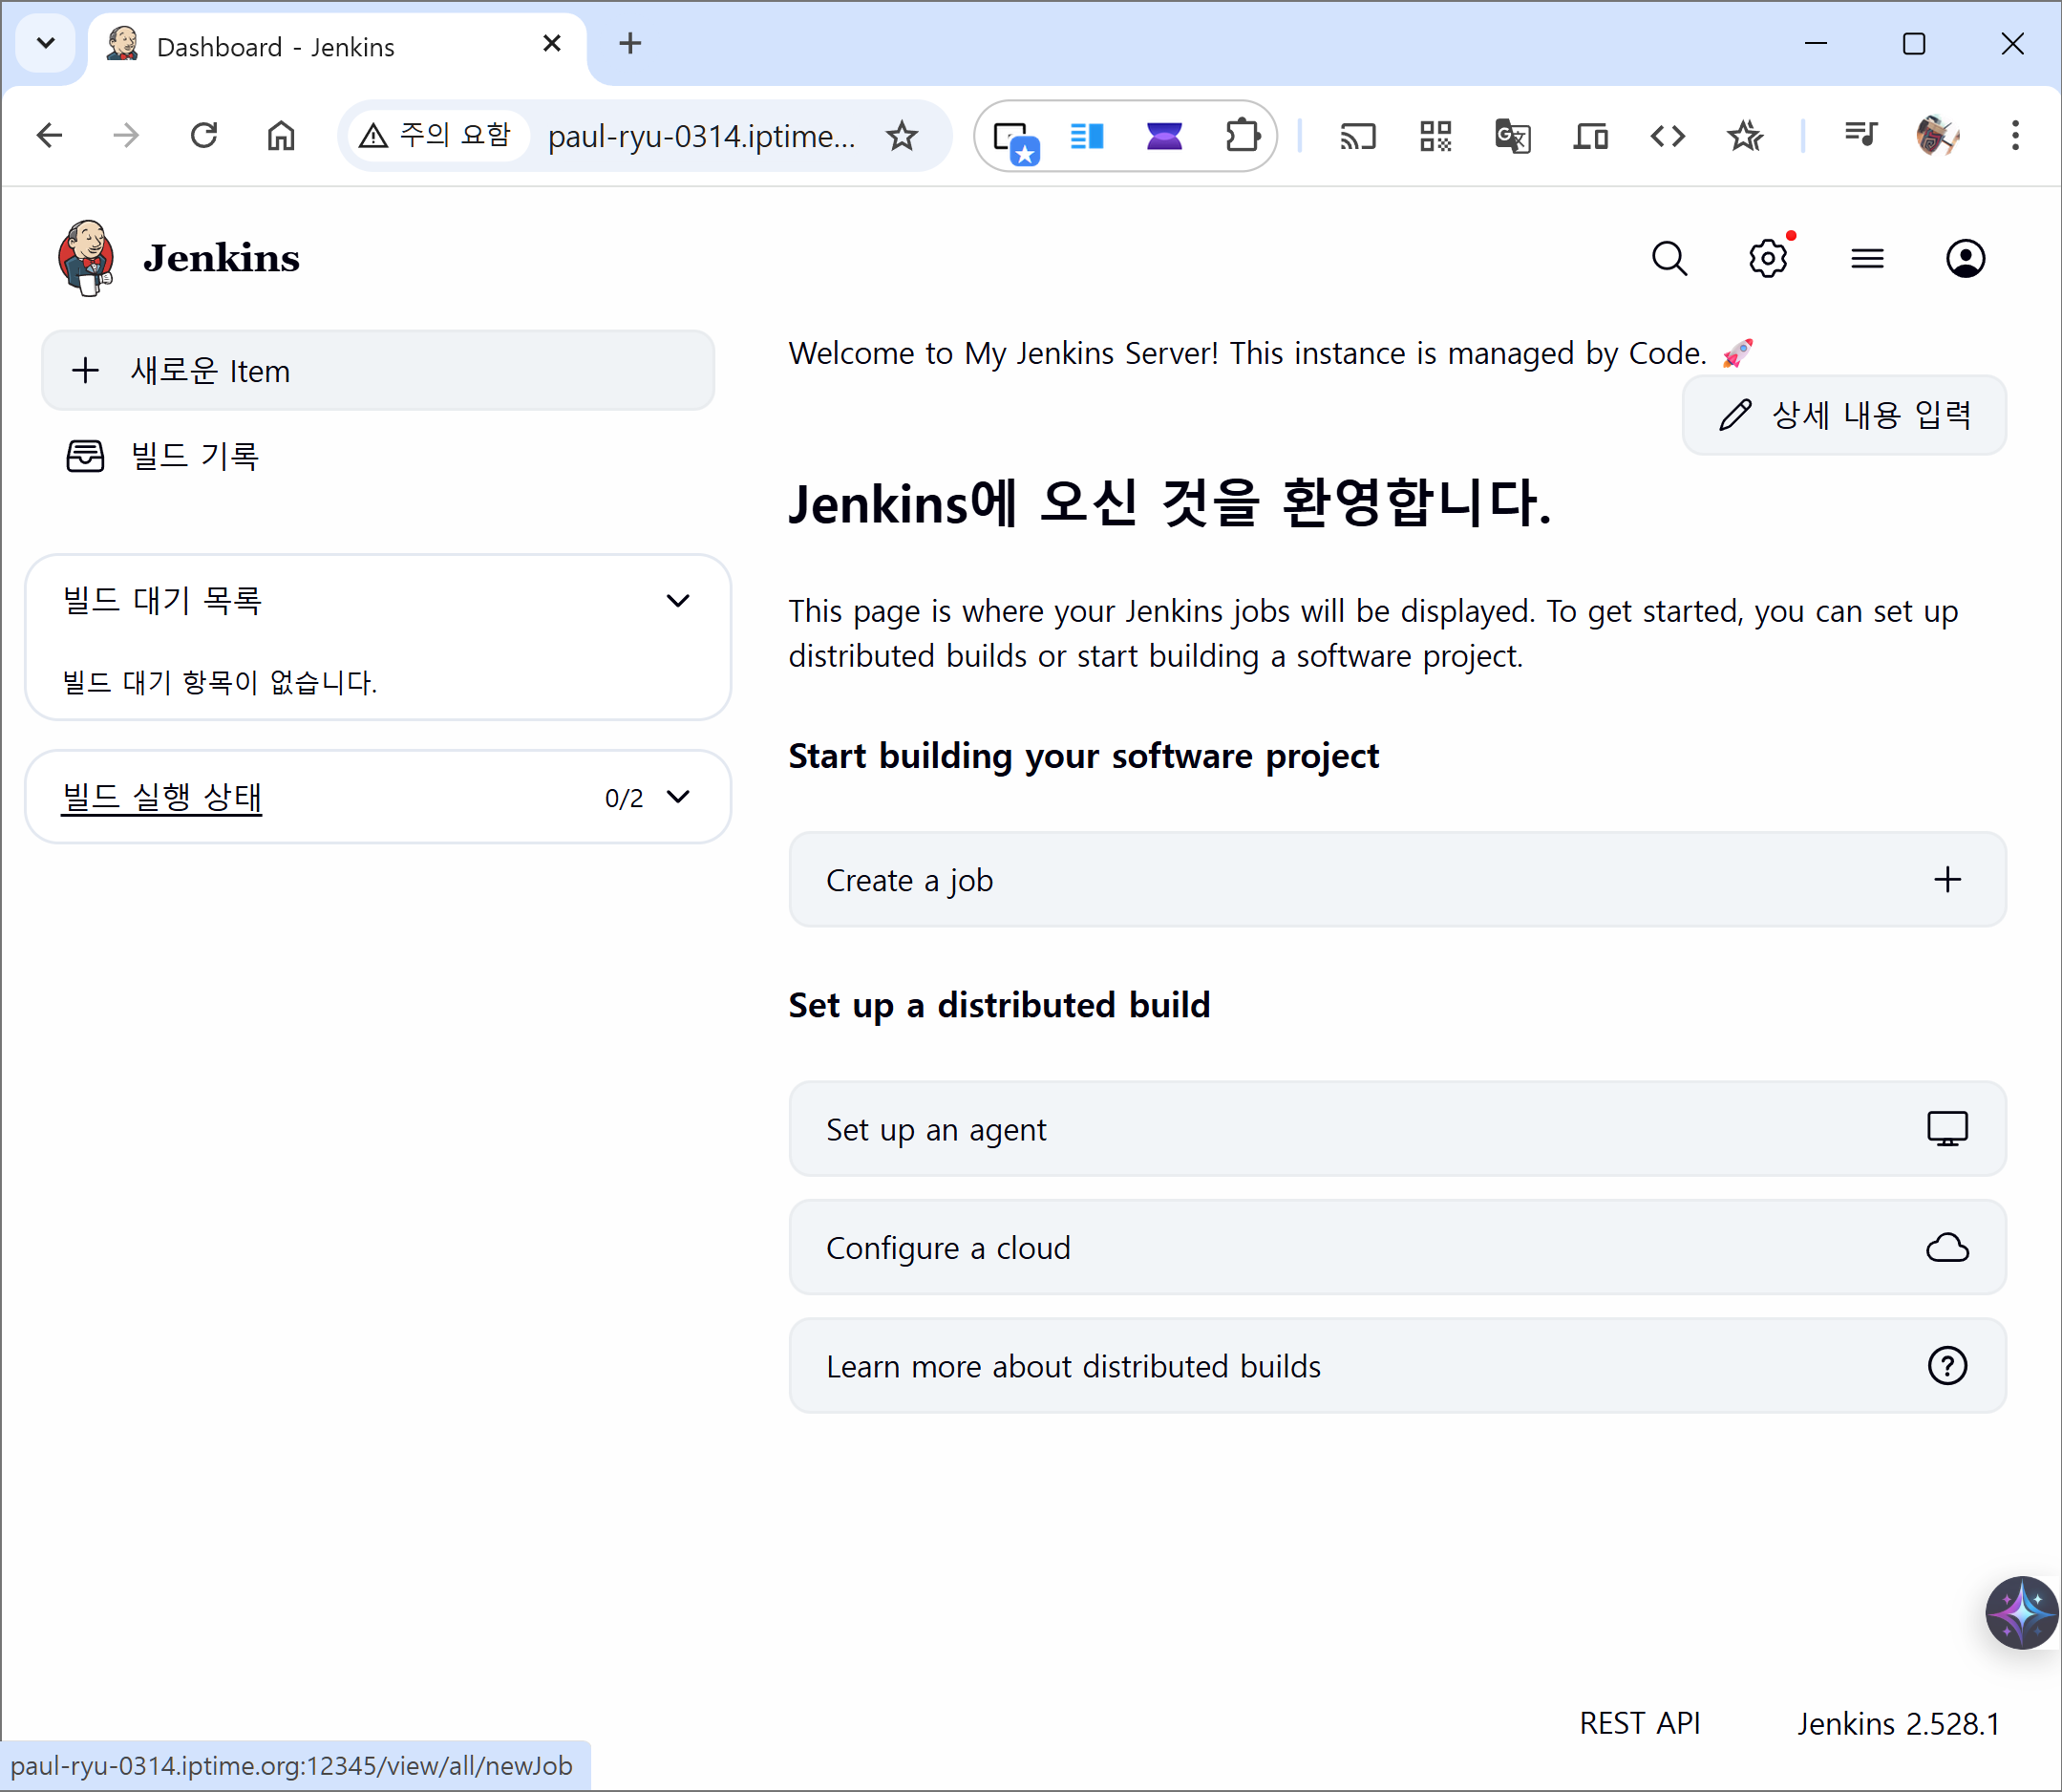 Dashboard - Jenkins
주의 요함
paul-ryu-0314.iptime...
Jenkins
새로운 Item
빌드 기록
빌드 대기 목록
빌드 대기 항목이 없습니다.
빌드 실행 상태
0/2
Welcome to My Jenkins Server! This instance is managed by Code. 🚀
상세 내용 입력
Jenkins에 오신 것을 환영합니다.
This page is where your Jenkins jobs will be displayed. To get started, you can set up
distributed builds or start building a software project.
Start building your software project
Create a job
Set up a distributed build
Set up an agent
Configure a cloud
Learn more about distributed builds
REST API
Jenkins 2.528.1
paul-ryu-0314.iptime.org:12345/view/all/newJob